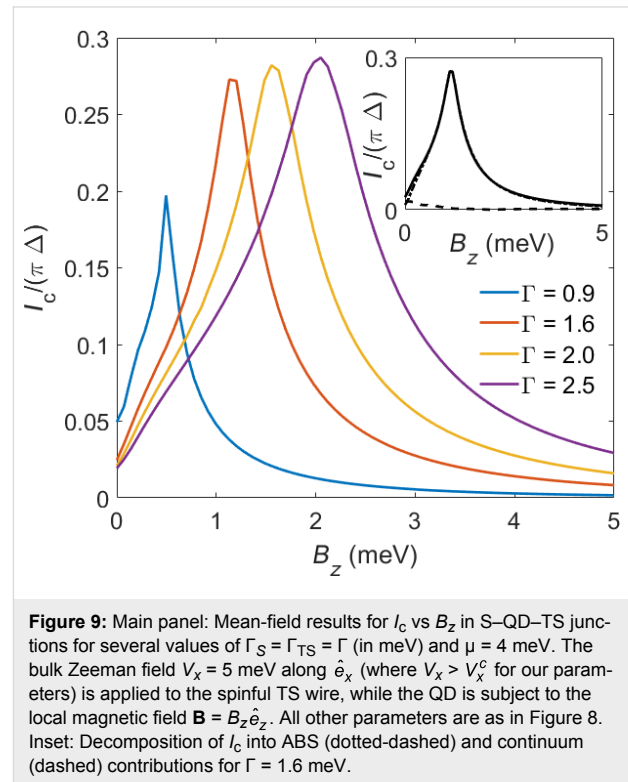 0.3
0.25
0.2
0.15
0.1
0.05
0
I_c/(π Δ)
0 1 2 3 4 5
B_z (meV)
0.3
0
I_c/(π Δ)
0 5
B_z (meV)
Γ = 0.9
Γ = 1.6
Γ = 2.0
Γ = 2.5
Figure 9: Main panel: Mean-field results for I_c vs B_z in S–QD–TS junc-
tions for several values of Γ_S = Γ_TS = Γ (in meV) and μ = 4 meV. The
bulk Zeeman field V_x = 5 meV along ê_x (where V_x > V_x^c for our param-
eters) is applied to the spinful TS wire, while the QD is subject to the
local magnetic field B = B_zê_z. All other parameters are as in Figure 8.
Inset: Decomposition of I_c into ABS (dotted-dashed) and continuum
(dashed) contributions for Γ = 1.6 meV.